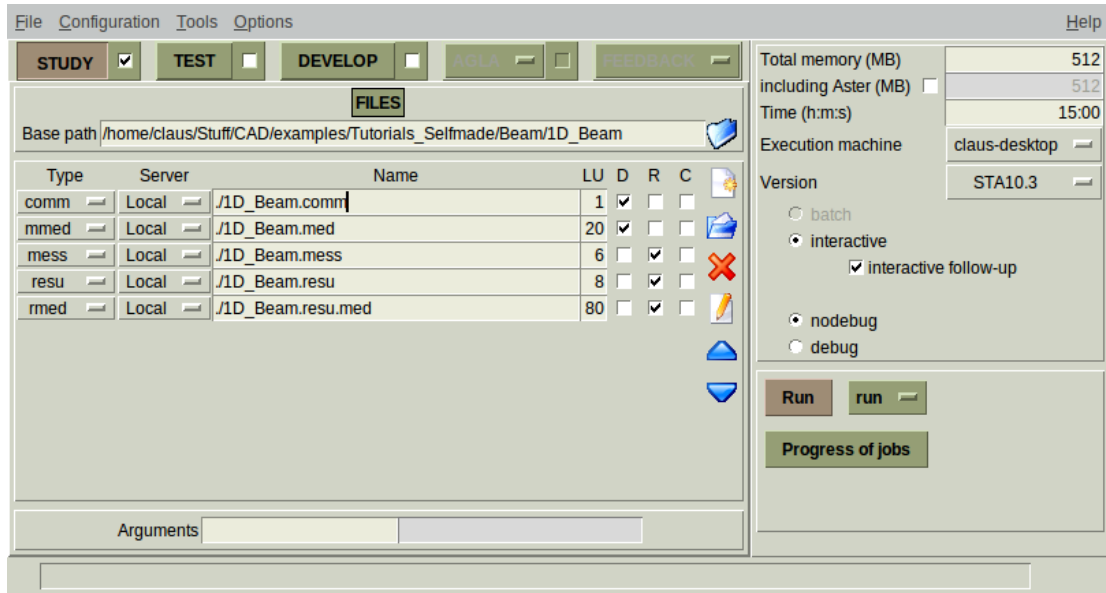 File Configuration Tools Options Help
STUDY TEST DEVELOP AGLA FEEDBACK
FILES
Base path /home/claus/Stuff/CAD/examples/Tutorials_Selfmade/Beam/1D_Beam
Type Server Name LU D R C
comm Local ./1D_Beam.comm 1
mmed Local ./1D_Beam.med 20
mess Local ./1D_Beam.mess 6
resu Local ./1D_Beam.resu 8
rmed Local ./1D_Beam.resu.med 80
Arguments
Total memory (MB) 512
including Aster (MB) 512
Time (h:m:s) 15:00
Execution machine claus-desktop
Version STA10.3
batch
interactive
interactive follow-up
nodebug
debug
Run run
Progress of jobs